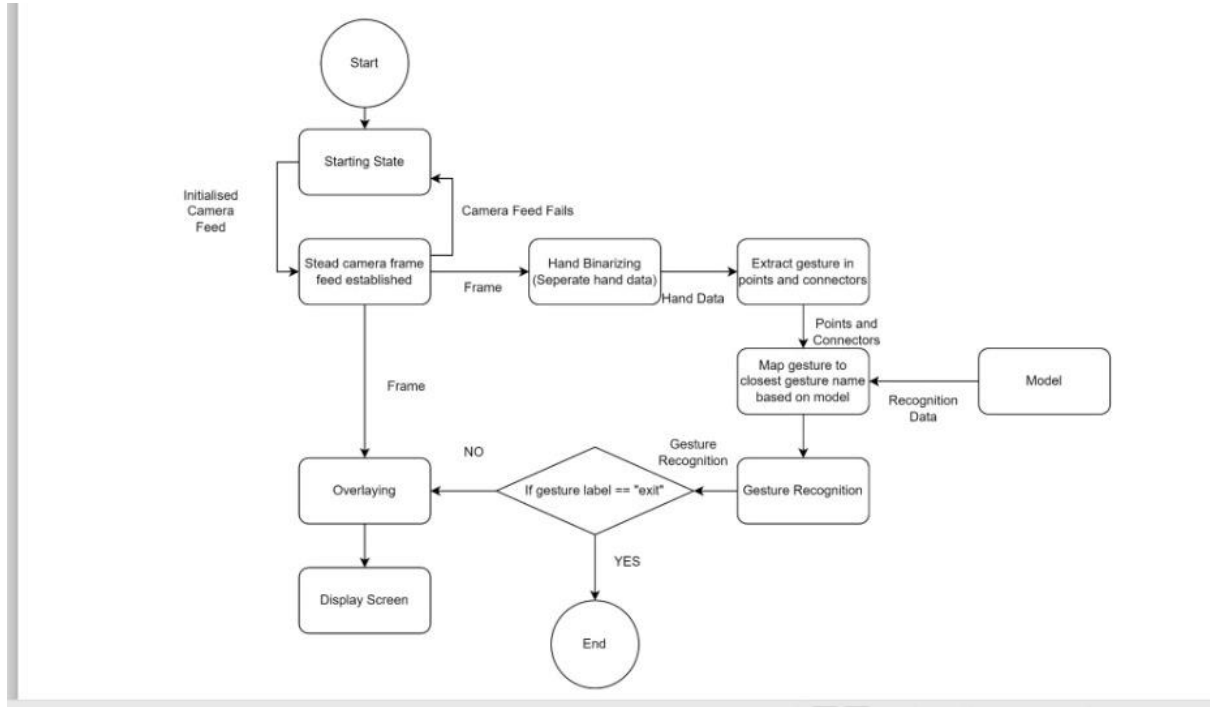 Start
Starting State
Initialised
Camera
Feed
Camera Feed Fails
Stead camera frame
feed established
Frame
Hand Binarizing
(Seperate hand data)
Hand Data
Extract gesture in
points and connectors
Points and
Connectors
Map gesture to
closest gesture name
based on model
Model
Recognition
Data
Frame
NO
Gesture
Recognition
Overlaying
If gesture label == "exit"
Gesture Recognition
YES
Display Screen
End